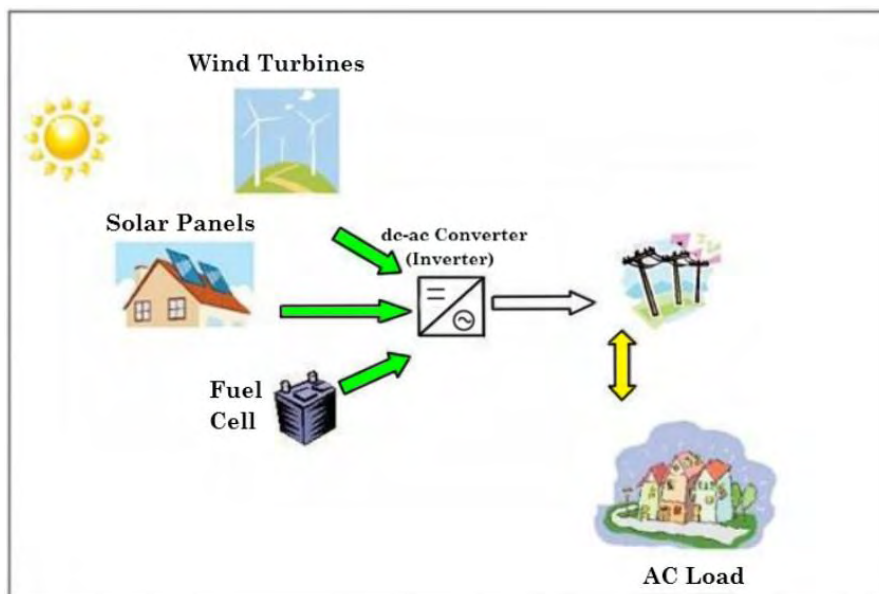 Wind Turbines
Solar Panels
dc-ac Converter
(Inverter)
Fuel
Cell
AC Load